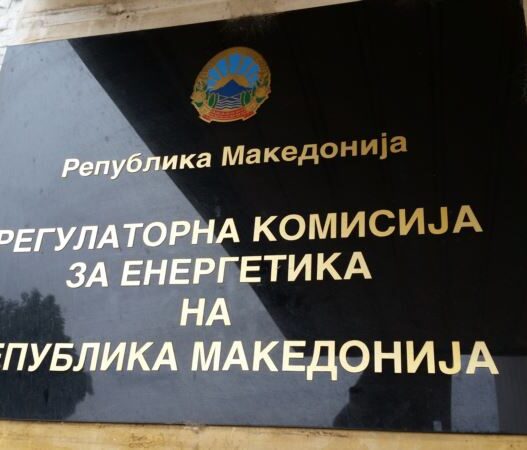 Република Македонија
РЕГУЛАТОРНА КОМИСИЈА
ЗА ЕНЕРГЕТИКА
НА
ЕПУБЛИКА МАКЕДОНИЈА